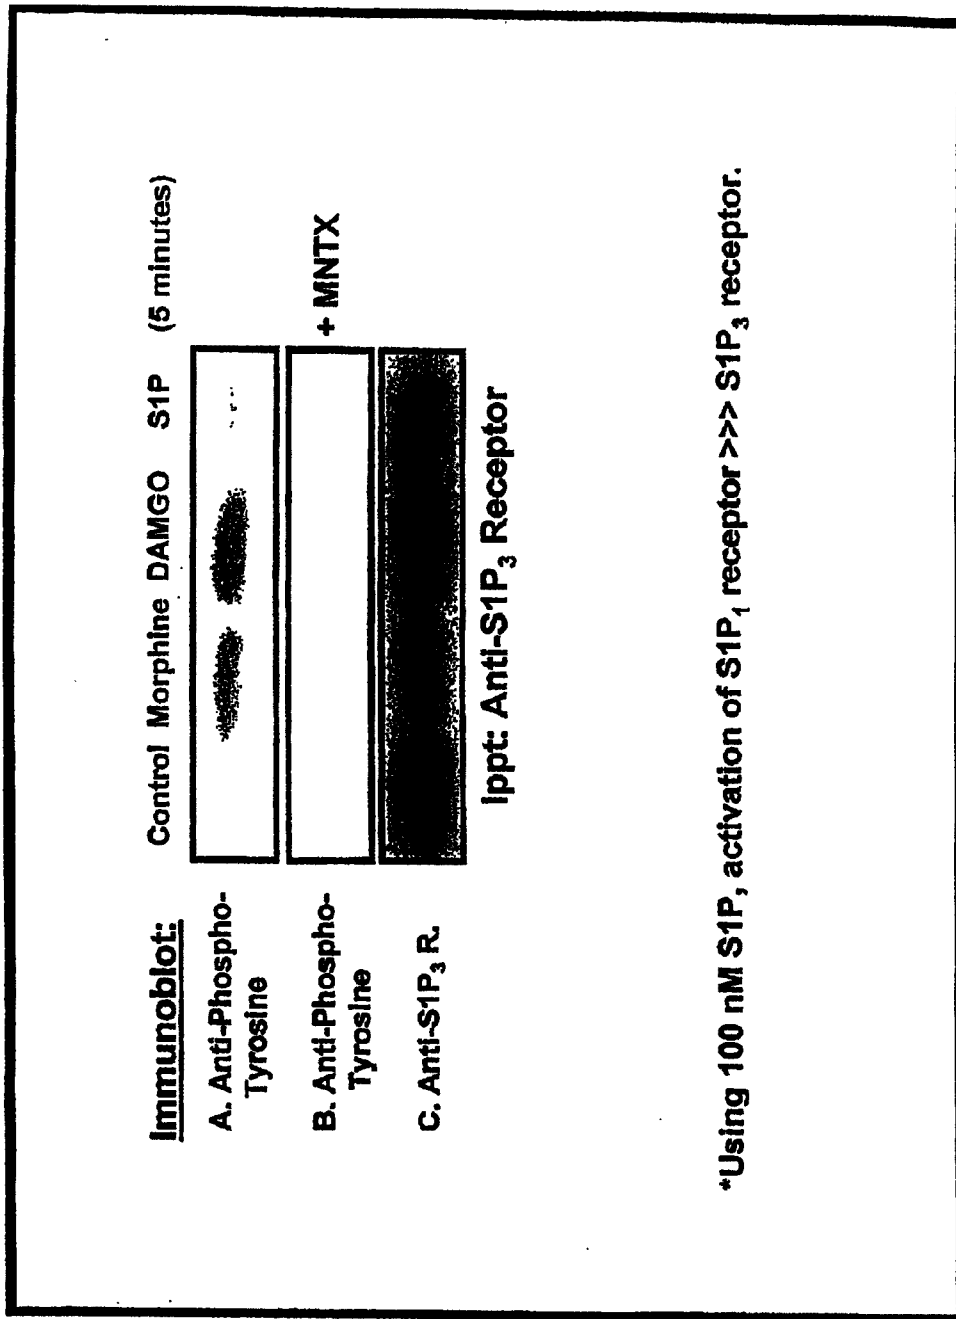 Control Morphine DAMGO S1P (5 minutes)
Immunoblot:
A. Anti-Phospho-
Tyrosine
B. Anti-Phospho-
Tyrosine
+ MNTX
C. Anti-S1P₃ R.
Ippt: Anti-S1P₃ Receptor
*Using 100 nM S1P, activation of S1P₁ receptor >>> S1P₃ receptor.